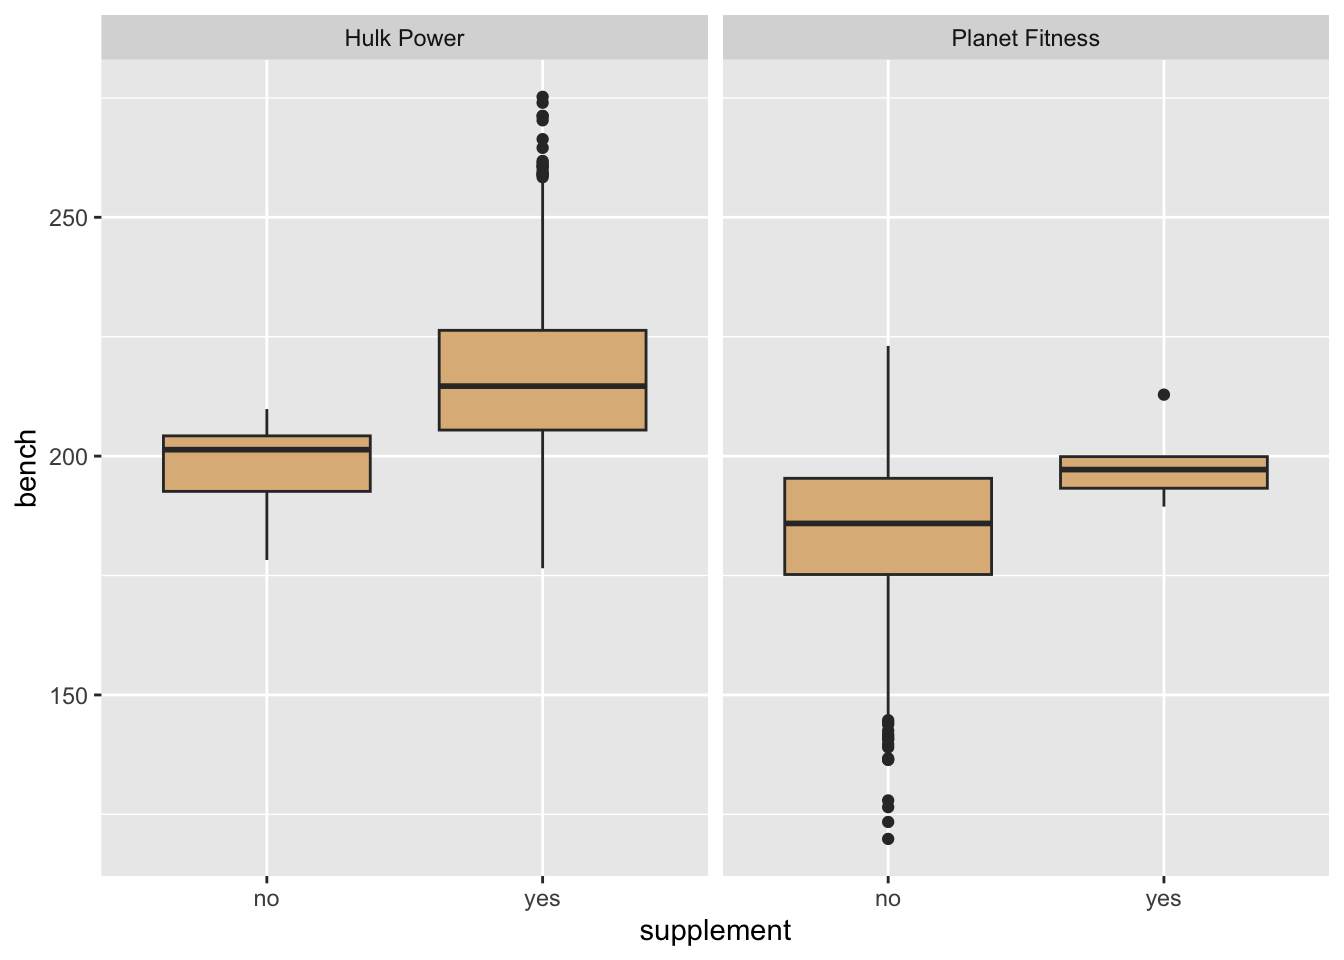 Hulk Power
Planet Fitness
250
200
150
bench
no
yes
no
yes
supplement